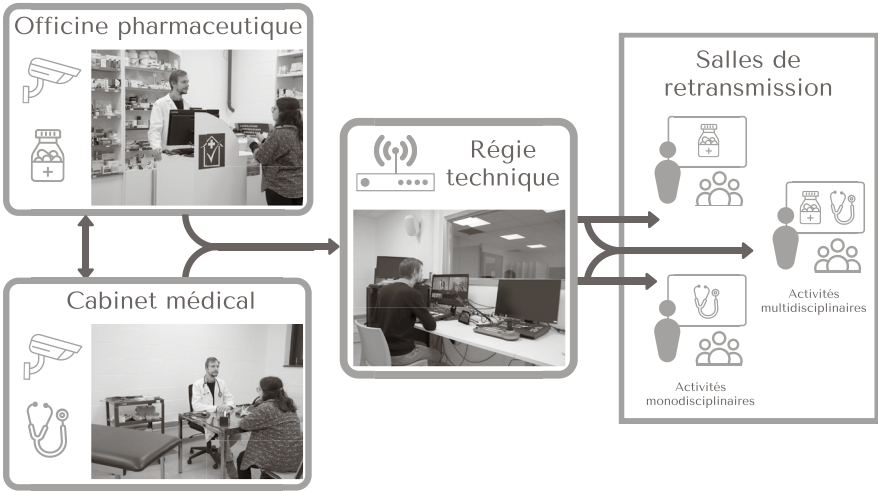 Officine pharmaceutique
Cabinet médical
Régie
technique
Salles de
retransmission
Activités
multidisciplinaires
Activités
monodisciplinaires